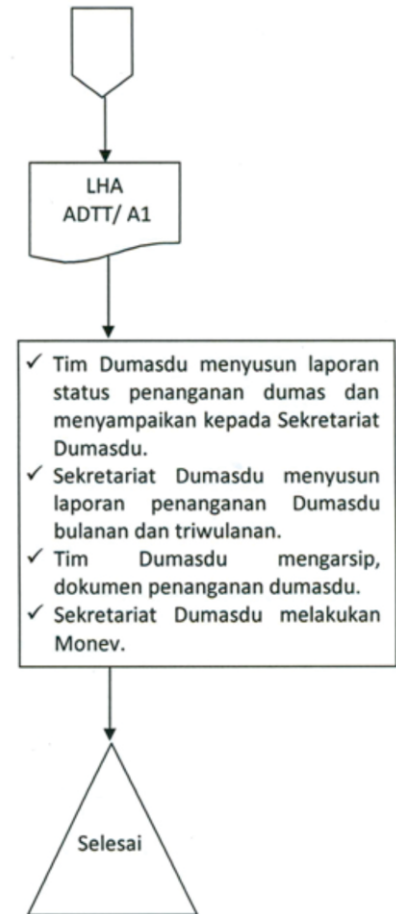 LHA
ADTT/ A1
✓ Tim Dumasdu menyusun laporan
status penanganan dumas dan
menyampaikan kepada Sekretariat
Dumasdu.
✓ Sekretariat Dumasdu menyusun
laporan penanganan Dumasdu
bulanan dan triwulanan.
✓ Tim Dumasdu mengarsip,
dokumen penanganan dumasdu.
✓ Sekretariat Dumasdu melakukan
Monev.
Selesai